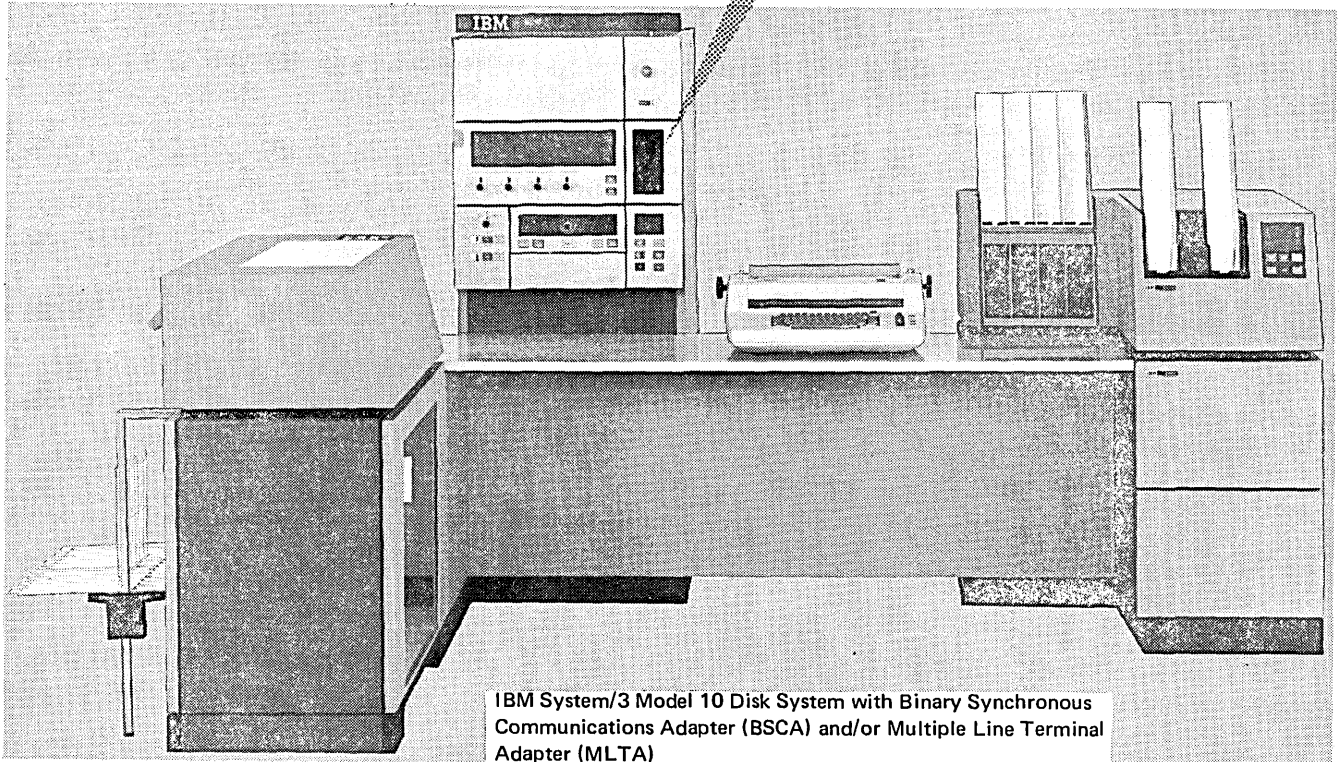 IBM
IBM System/3 Model 10 Disk System with Binary Synchronous
Communications Adapter (BSCA) and/or Multiple Line Terminal
Adapter (MLTA)